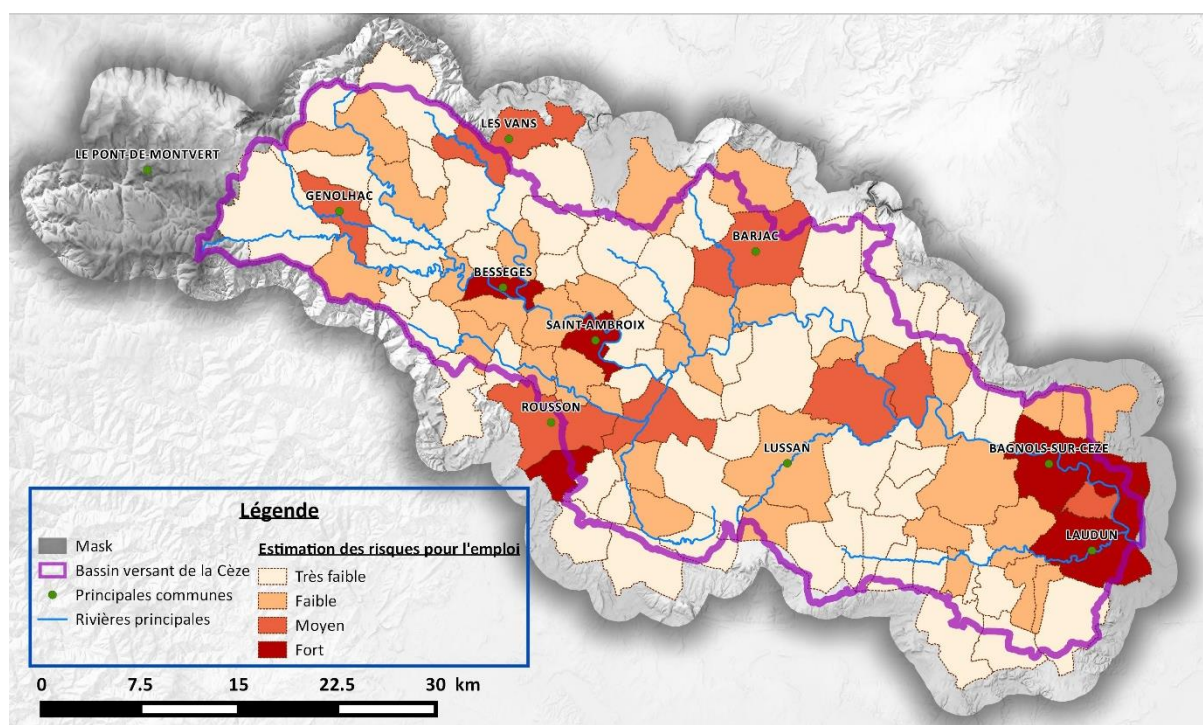 LES VANS
LE PONT-DE-MONTVERT
GENOLHAC
BARJAC
BESSEGES
SAINT-AMBROIX
ROUSSON
LUSSAN
BAGNOLS-SUR-CEZE
LAUDUN
Légende
Mask
Bassin versant de la Cèze
Principales communes
Rivières principales
Estimation des risques pour l'emploi
Très faible
Faible
Moyen
Fort
0 7.5 15 22.5 30 km